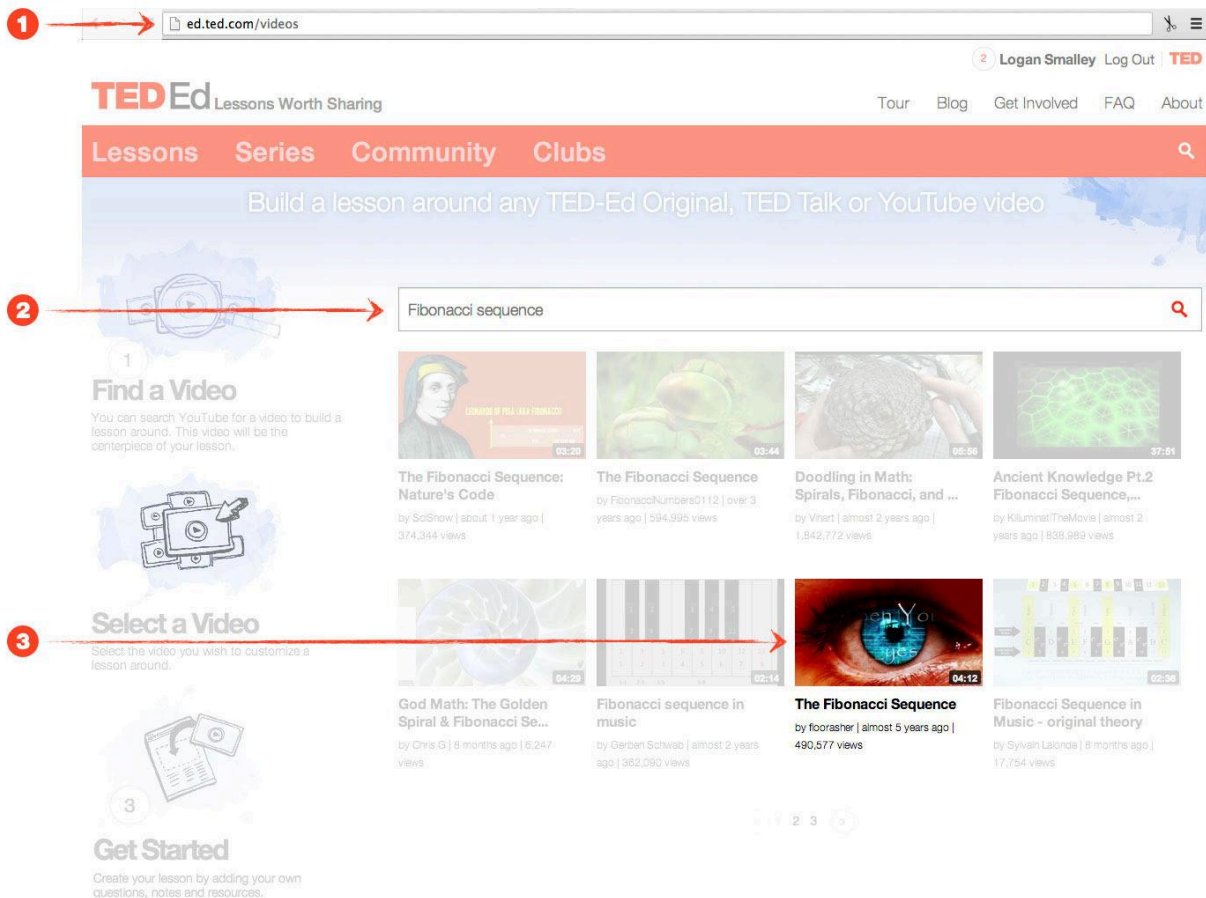 1
ed.ted.com/videos
2 Logan Smalley Log Out TED
TEDEd Lessons Worth Sharing
Tour Blog Get Involved FAQ About
Lessons Series Community Clubs
Build a lesson around any TED-Ed Original, TED Talk or YouTube video
2
Fibonacci sequence
1
Find a Video
You can search YouTube for a video to build a
lesson around. This video will be the
centerpiece of your lesson.
LEONARDO OF PISA (AKA FIBONACCI)
03:20
The Fibonacci Sequence:
Nature's Code
by SciShow | about 1 year ago |
374,344 views
03:44
The Fibonacci Sequence
by FibonacciNumbers0112 | over 3
years ago | 594,995 views
05:56
Doodling in Math:
Spirals, Fibonacci, and ...
by Vihart | almost 2 years ago |
1,842,772 views
37:51
Ancient Knowledge Pt.2
Fibonacci Sequence,...
by KilluminatiTheMovie | almost 2
years ago | 838,989 views
3
Select a Video
Select the video you wish to customize a
lesson around.
04:29
God Math: The Golden
Spiral & Fibonacci Se...
by Chris G | 8 months ago | 6,247
views
02:14
Fibonacci sequence in
music
by Gerben Schwab | almost 2 years
ago | 362,090 views
04:12
The Fibonacci Sequence
by floorasher | almost 5 years ago |
490,577 views
02:36
Fibonacci Sequence in
Music - original theory
by Sylvain Lalonde | 8 months ago |
17,754 views
2 3
3
Get Started
Create your lesson by adding your own
questions, notes and resources.